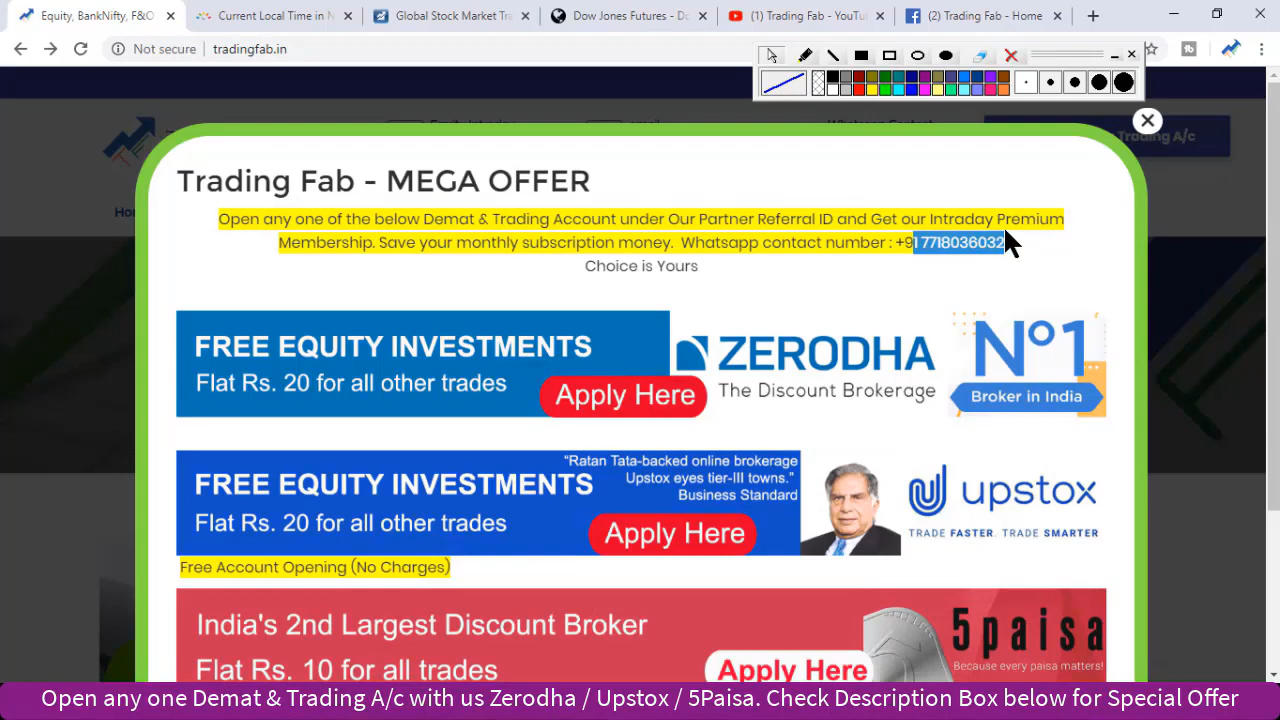 Equity, BankNifty, F&O
Current Local Time in N
Global Stock Market Tra
Dow Jones Futures - Do
(1) Trading Fab - YouTu
(2) Trading Fab - Home
Not secure
tradingfab.in
Trading A/c
Trading Fab - MEGA OFFER
Open any one of the below Demat & Trading Account under Our Partner Referral ID and Get our Intraday Premium
Membership. Save your monthly subscription money. Whatsapp contact number : +91 7718036032
Choice is Yours
FREE EQUITY INVESTMENTS
Flat Rs. 20 for all other trades
Apply Here
ZERODHA
The Discount Brokerage
Nº1
Broker in India
FREE EQUITY INVESTMENTS
Flat Rs. 20 for all other trades
"Ratan Tata-backed online brokerage
Upstox eyes tier-III towns."
Business Standard
Apply Here
upstox
TRADE FASTER. TRADE SMARTER
Free Account Opening (No Charges)
India's 2nd Largest Discount Broker
Flat Rs. 10 for all trades
Apply Here
5paisa
Because every paisa matters!
Open any one Demat & Trading A/c with us Zerodha / Upstox / 5Paisa. Check Description Box below for Special Offer